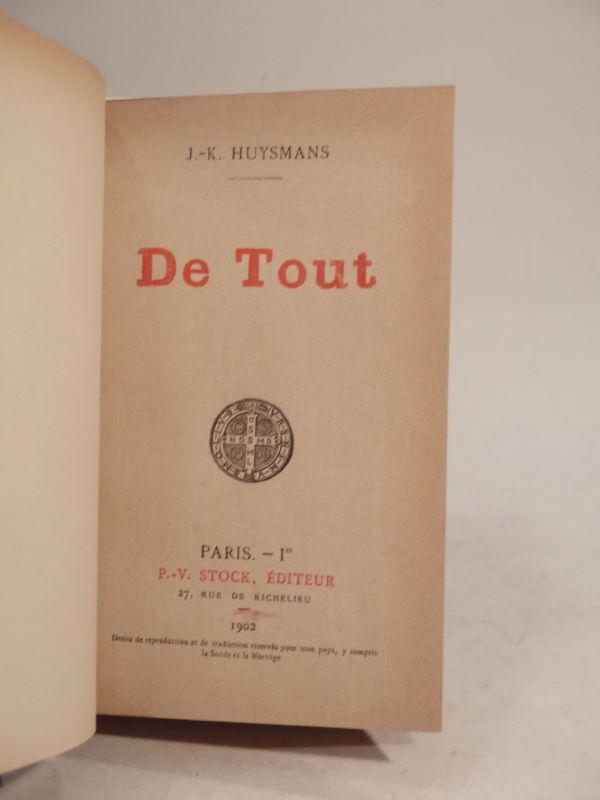 J.-K. HUYSMANS
De Tout
PARIS. — Iᵉʳ
P.-V. STOCK, ÉDITEUR
27, RUE DE RICHELIEU
1902
Droits de reproduction et de traduction réservés pour tous pays, y compris
la Suède et la Norvège